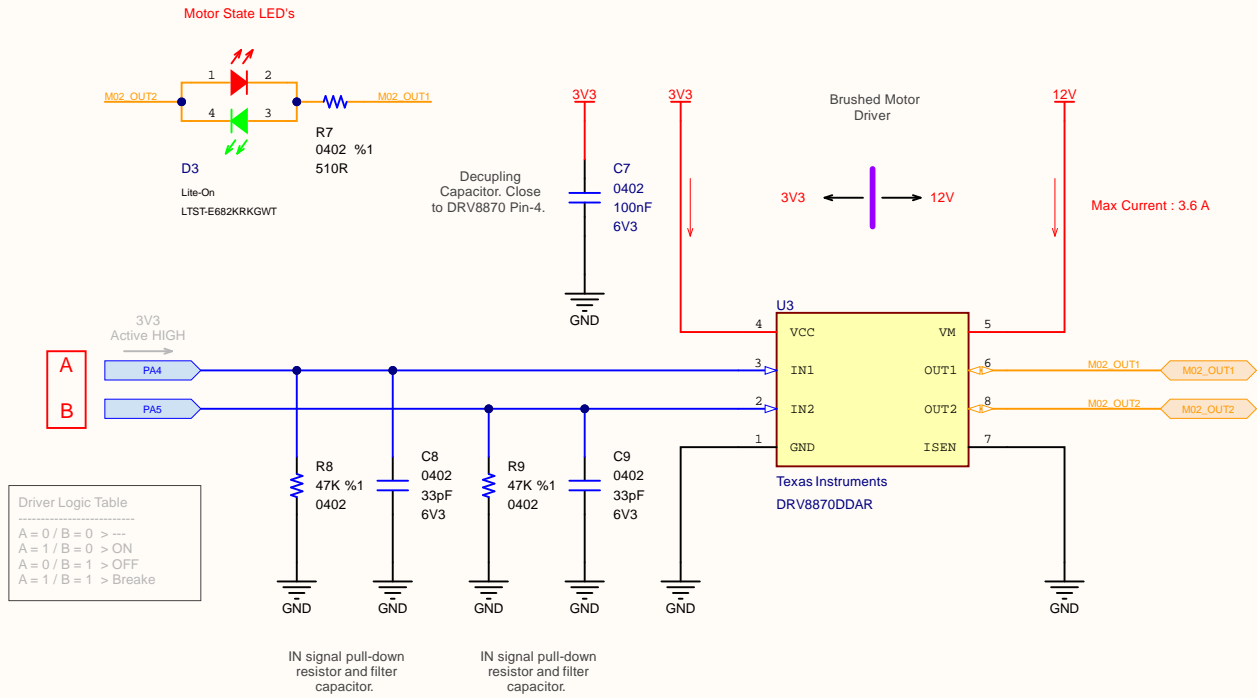 Motor State LED's
M02_OUT2
1
2
4
3
M02_OUT1
R7
0402 %1
510R
D3
Lite-On
LTST-E682KRKGWT
3V3
Decupling
Capacitor. Close
to DRV8870 Pin-4.
C7
0402
100nF
6V3
GND
3V3
Brushed Motor
Driver
3V3
12V
12V
Max Current : 3.6 A
3V3
Active HIGH
A
PA4
B
PA5
U3
4
VCC
VM
5
3
IN1
OUT1
6
M02_OUT1
M02_OUT1
2
IN2
OUT2
8
M02_OUT2
M02_OUT2
1
GND
ISEN
7
Texas Instruments
DRV8870DDAR
R8
47K %1
0402
C8
0402
33pF
6V3
R9
47K %1
0402
C9
0402
33pF
6V3
Driver Logic Table
--------------------------
A = 0 / B = 0 > ---
A = 1 / B = 0 > ON
A = 0 / B = 1 > OFF
A = 1 / B = 1 > Breake
GND
GND
GND
GND
GND
GND
IN signal pull-down
resistor and filter
capacitor.
IN signal pull-down
resistor and filter
capacitor.